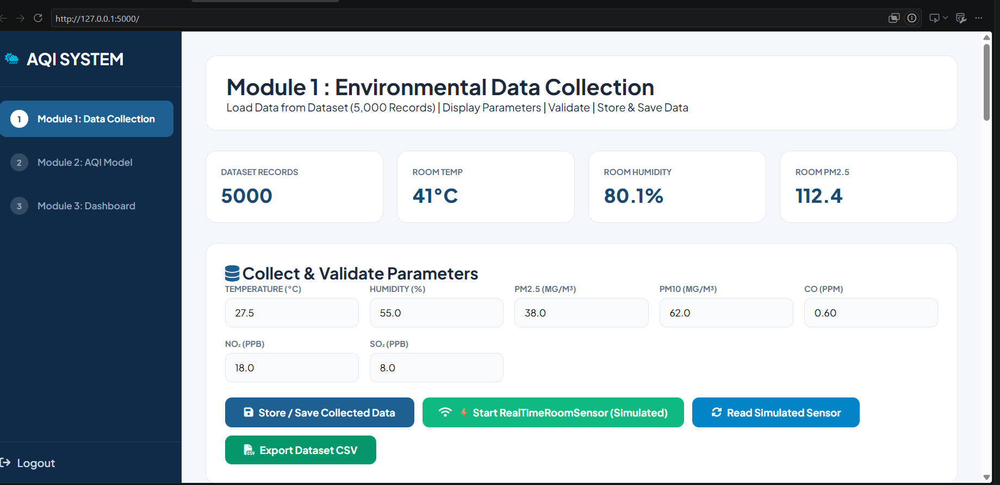 http://127.0.0.1:5000/
AQI SYSTEM
1 Module 1: Data Collection
2 Module 2: AQI Model
3 Module 3: Dashboard
Logout
Module 1 : Environmental Data Collection
Load Data from Dataset (5,000 Records) | Display Parameters | Validate | Store & Save Data
DATASET RECORDS
5000
ROOM TEMP
41°C
ROOM HUMIDITY
80.1%
ROOM PM2.5
112.4
Collect & Validate Parameters
TEMPERATURE (°C)
27.5
HUMIDITY (%)
55.0
PM2.5 (ΜG/M³)
38.0
PM10 (ΜG/M³)
62.0
CO (PPM)
0.60
NO₂ (PPB)
18.0
SO₂ (PPB)
8.0
Store / Save Collected Data
⚡ Start RealTimeRoomSensor (Simulated)
Read Simulated Sensor
CSV Export Dataset CSV